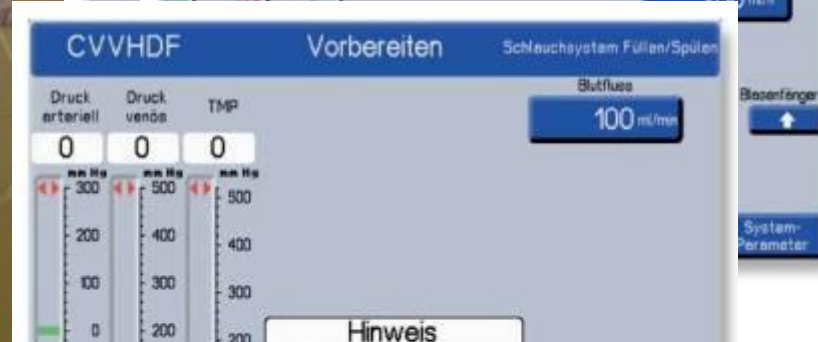 CVVHDF Vorbereiten Schlauchsystem Füllen/Spülen
Druck arteriell
Druck venös
TMP
0 0 0
mm Hg mm Hg mm Hg
300 500 500
200 400 400
100 300 300
0 200 200
Blutfluss
100 ml/min
Hinweis
Blasenfänger
System-
Parameter